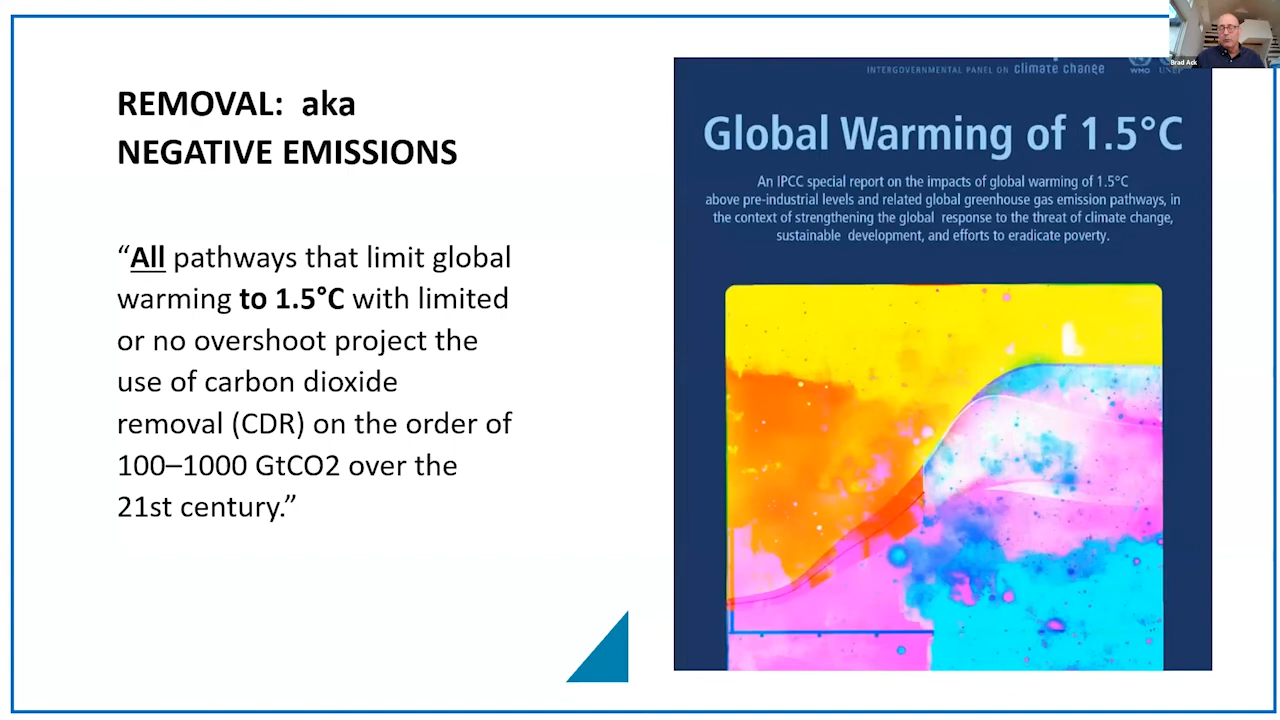 REMOVAL: aka
NEGATIVE EMISSIONS
“All pathways that limit global
warming to 1.5°C with limited
or no overshoot project the
use of carbon dioxide
removal (CDR) on the order of
100–1000 GtCO2 over the
21st century.”
INTERGOVERNMENTAL PANEL ON climate change
WMO UNEP
Global Warming of 1.5°C
An IPCC special report on the impacts of global warming of 1.5°C
above pre-industrial levels and related global greenhouse gas emission pathways, in
the context of strengthening the global response to the threat of climate change,
sustainable development, and efforts to eradicate poverty.
Brad Ack